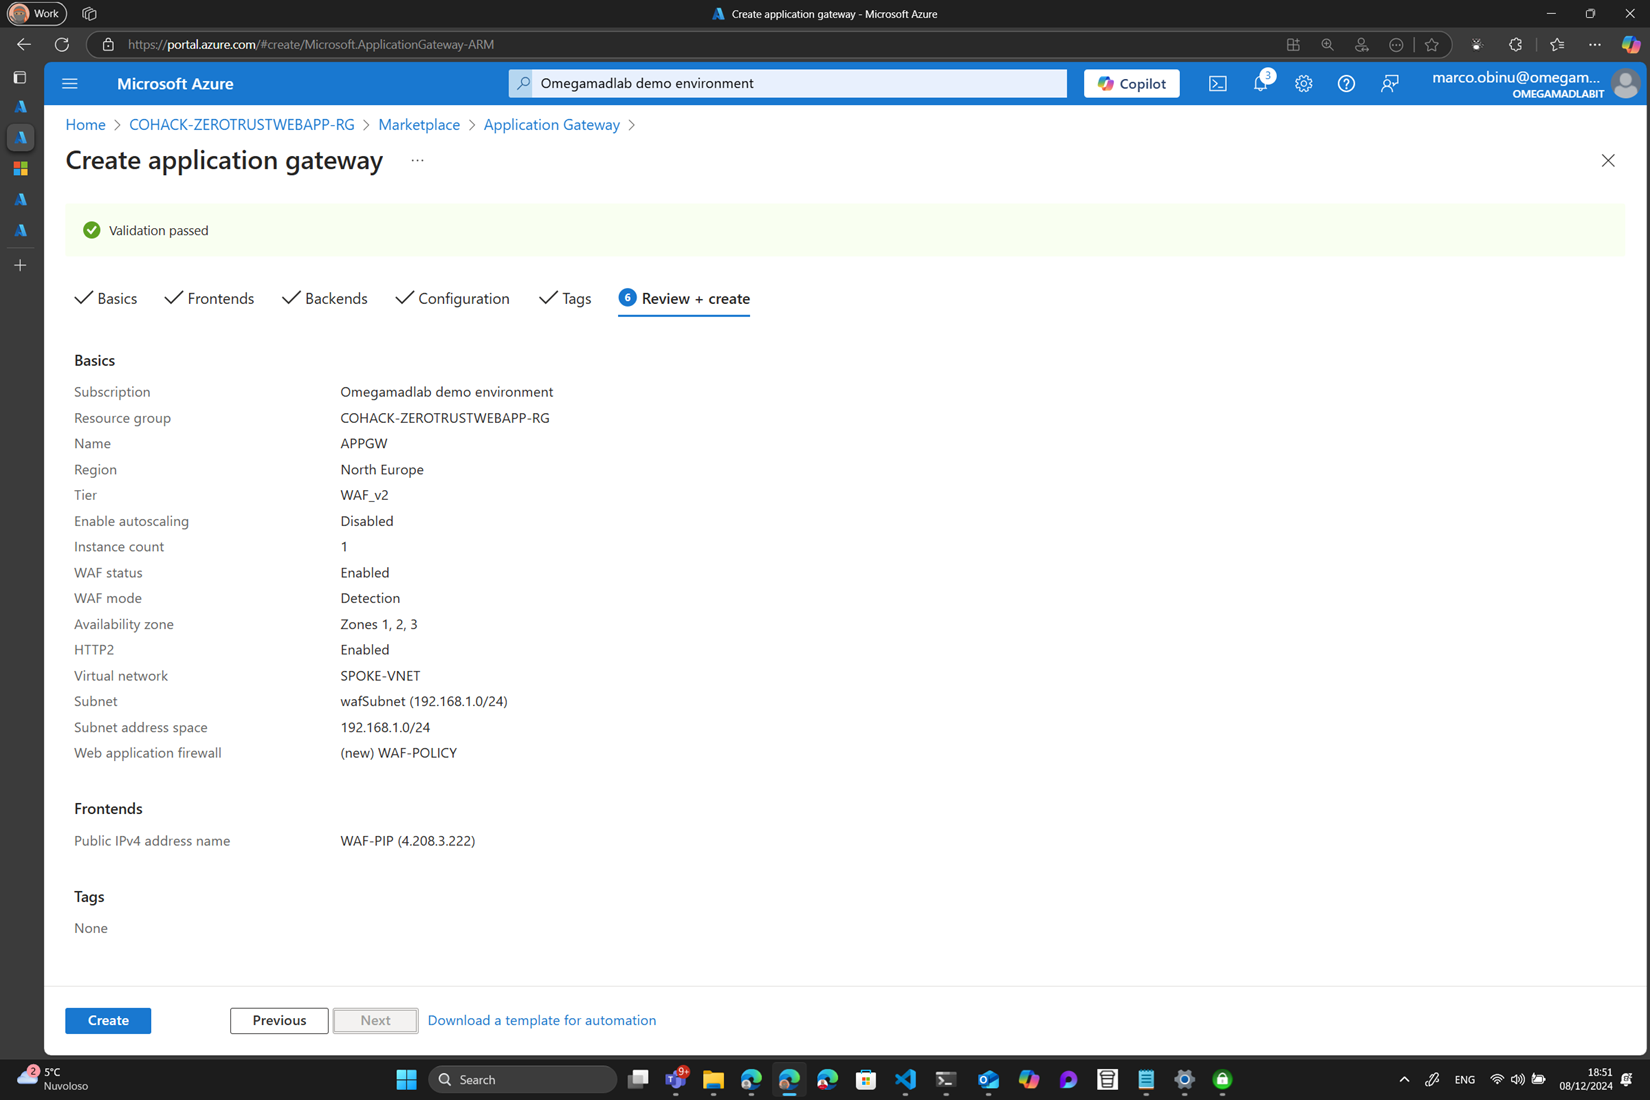 Work
Create application gateway - Microsoft Azure
https://portal.azure.com/#create/Microsoft.ApplicationGateway-ARM
Microsoft Azure
Omegamadlab demo environment
Copilot
3
marco.obinu@omegam...
OMEGAMADLABIT
Home > COHACK-ZEROTRUSTWEBAPP-RG > Marketplace > Application Gateway >
Create application gateway ...
Validation passed
Basics Frontends Backends Configuration Tags 6 Review + create
Basics
Subscription Omegamadlab demo environment
Resource group COHACK-ZEROTRUSTWEBAPP-RG
Name APPGW
Region North Europe
Tier WAF_v2
Enable autoscaling Disabled
Instance count 1
WAF status Enabled
WAF mode Detection
Availability zone Zones 1, 2, 3
HTTP2 Enabled
Virtual network SPOKE-VNET
Subnet wafSubnet (192.168.1.0/24)
Subnet address space 192.168.1.0/24
Web application firewall (new) WAF-POLICY
Frontends
Public IPv4 address name WAF-PIP (4.208.3.222)
Tags
None
Create Previous Next Download a template for automation
2
5°C
Nuvoloso
Search
9+
ENG
18:51
08/12/2024